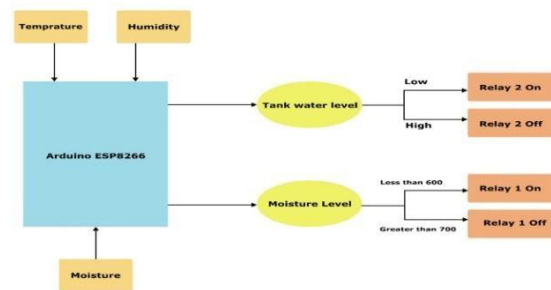 Temprature
Humidity
Arduino ESP8266
Tank water level
Low
High
Relay 2 On
Relay 2 Off
Moisture Level
Less than 600
Greater than 700
Relay 1 On
Relay 1 Off
Moisture